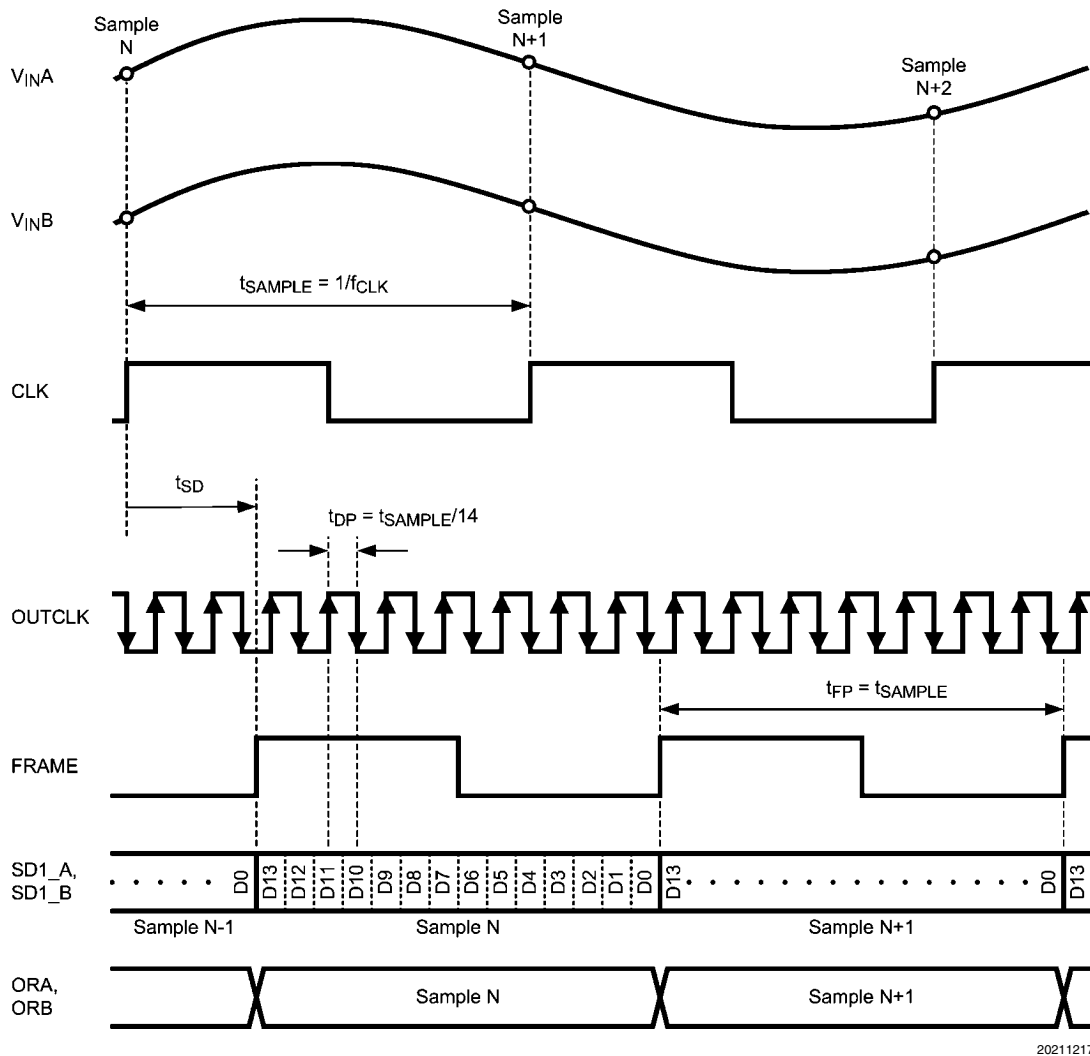 Sample
N
Sample
N+1
Sample
N+2
VINA
VINB
tSAMPLE = 1/fCLK
CLK
tSD
tDP = tSAMPLE/14
OUTCLK
tFP = tSAMPLE
FRAME
SD1_A,
SD1_B
D0 D13 D12 D11 D10 D9 D8 D7 D6 D5 D4 D3 D2 D1 D0 D13 D0 D13
Sample N-1 Sample N Sample N+1
ORA,
ORB
Sample N Sample N+1
20211217